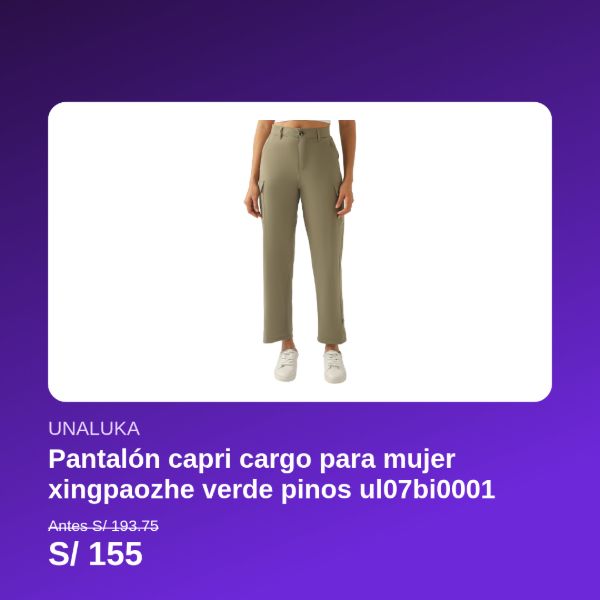 UNALUKA
Pantalón capri cargo para mujer
xingpaozhe verde pinos ul07bi0001
Antes S/ 193.75
S/ 155